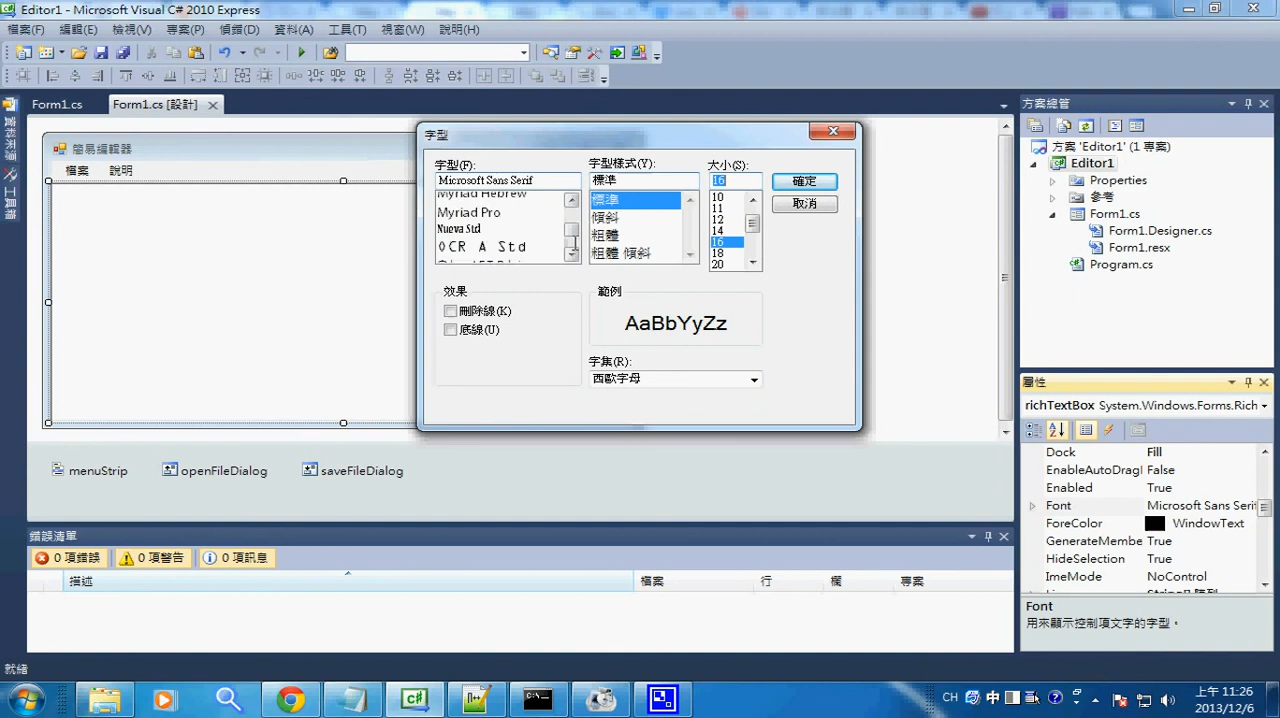 Editor1 - Microsoft Visual C# 2010 Express
檔案(F) 編輯(E) 檢視(V) 專案(P) 偵錯(D) 資料(A) 工具(T) 視窗(W) 說明(H)
Form1.cs Form1.cs [設計]
資料來源
工具箱
簡易編輯器
檔案 說明
字型
字型(F): 字型樣式(Y): 大小(S):
Microsoft Sans Serif 標準 16 確定
Myriad Hebrew 標準 10
Myriad Pro 傾斜 11 取消
Nueva Std 粗體 12
OCR A Std 粗體 傾斜 14
16
18
20
效果 範例
刪除線(K)
底線(U)
AaBbYyZz
字集(R):
西歐字母
menuStrip openFileDialog saveFileDialog
錯誤清單
0 項錯誤 0 項警告 0 項訊息
描述 檔案 行 欄 專案
就緒
方案總管
方案 'Editor1' (1 專案)
Editor1
Properties
參考
Form1.cs
Form1.Designer.cs
Form1.resx
Program.cs
屬性
richTextBox System.Windows.Forms.Rich
Dock Fill
EnableAutoDragI False
Enabled True
Font Microsoft Sans Serif
ForeColor WindowText
GenerateMembe True
HideSelection True
ImeMode NoControl
Font
用來顯示控制項文字的字型。
CH 中
上午 11:26
2013/12/6